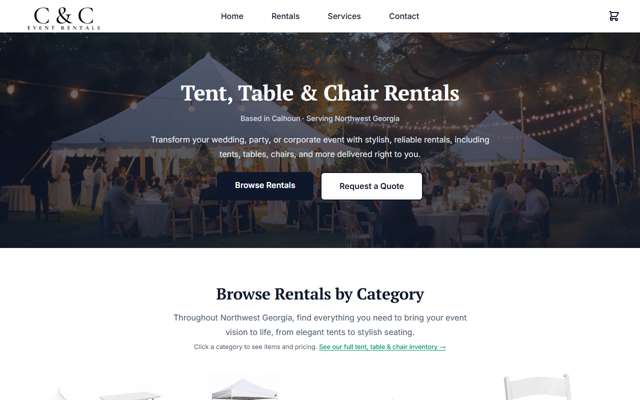 C & C
EVENT RENTALS
Home
Rentals
Services
Contact
Tent, Table & Chair Rentals
Based in Calhoun · Serving Northwest Georgia
Transform your wedding, party, or corporate event with stylish, reliable rentals, including
tents, tables, chairs, and more delivered right to you.
Browse Rentals
Request a Quote
Browse Rentals by Category
Throughout Northwest Georgia, find everything you need to bring your event
vision to life, from elegant tents to stylish seating.
Click a category to see items and pricing. See our full tent, table & chair inventory →